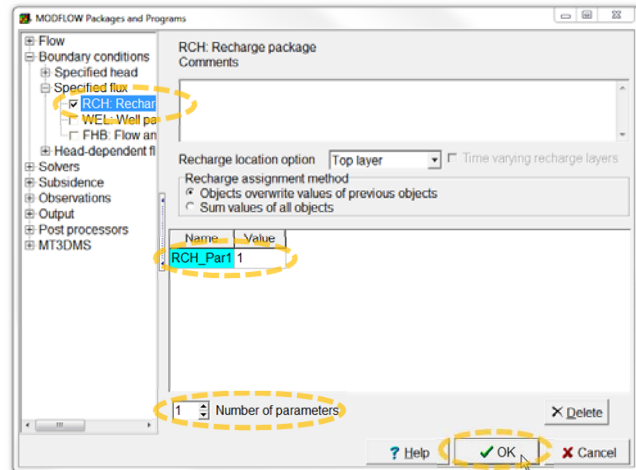 MODFLOW Packages and Programs
Flow
Boundary conditions
Specified head
Specified flux
RCH: Rechar
WEL: Well pa
FHB: Flow an
Head-dependent fl
Solvers
Subsidence
Observations
Output
Post processors
MT3DMS
RCH: Recharge package
Comments
Recharge location option Top layer Time varying recharge layers
Recharge assignment method
Objects overwrite values of previous objects
Sum values of all objects
Name Value
RCH_Par1 1
1 Number of parameters Delete
? Help OK Cancel